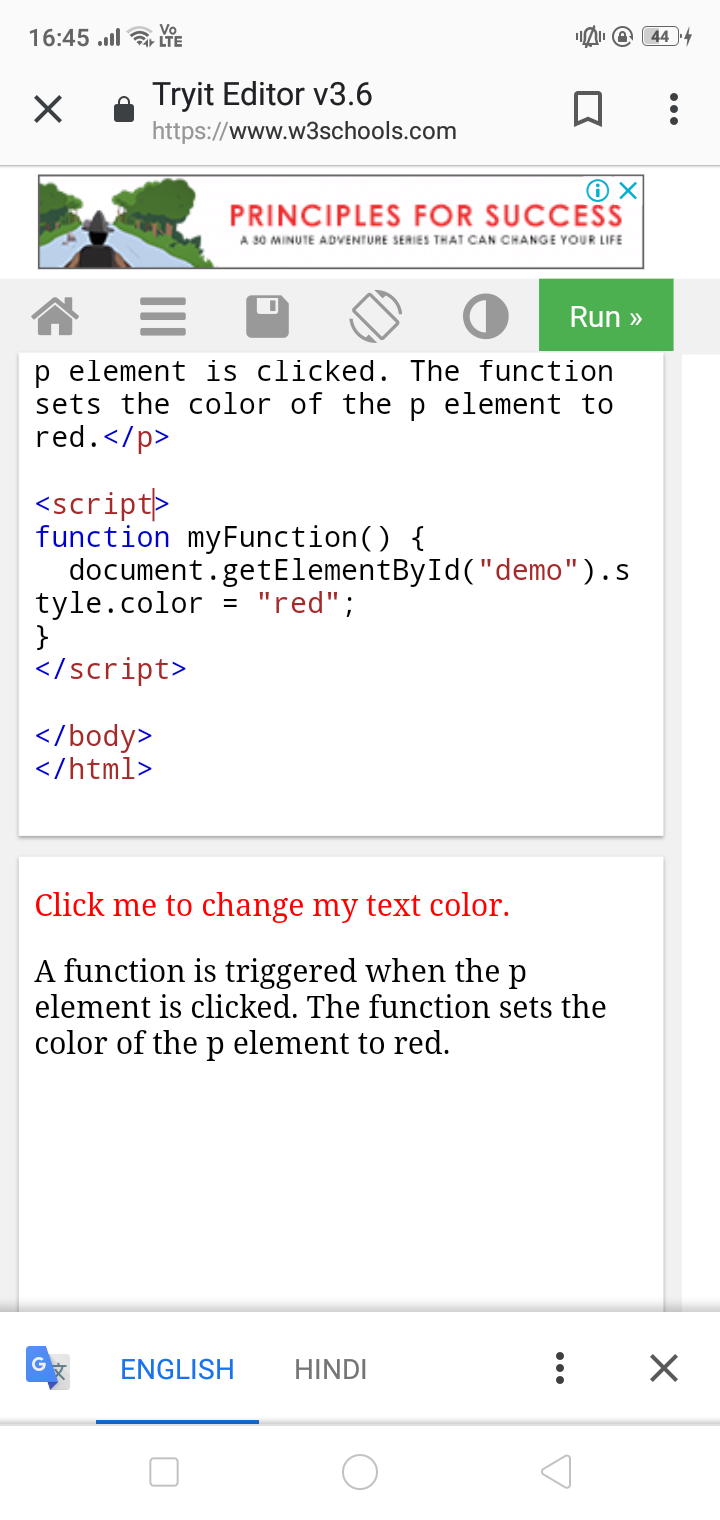 16:45 Vo LTE 44
Tryit Editor v3.6
https://www.w3schools.com
PRINCIPLES FOR SUCCESS
A 30 MINUTE ADVENTURE SERIES THAT CAN CHANGE YOUR LIFE
Run »
p element is clicked. The function
sets the color of the p element to
red.</p>
<script>
function myFunction() {
document.getElementById("demo").s
tyle.color = "red";
}
</script>
</body>
</html>
Click me to change my text color.
A function is triggered when the p
element is clicked. The function sets the
color of the p element to red.
G 文 ENGLISH HINDI